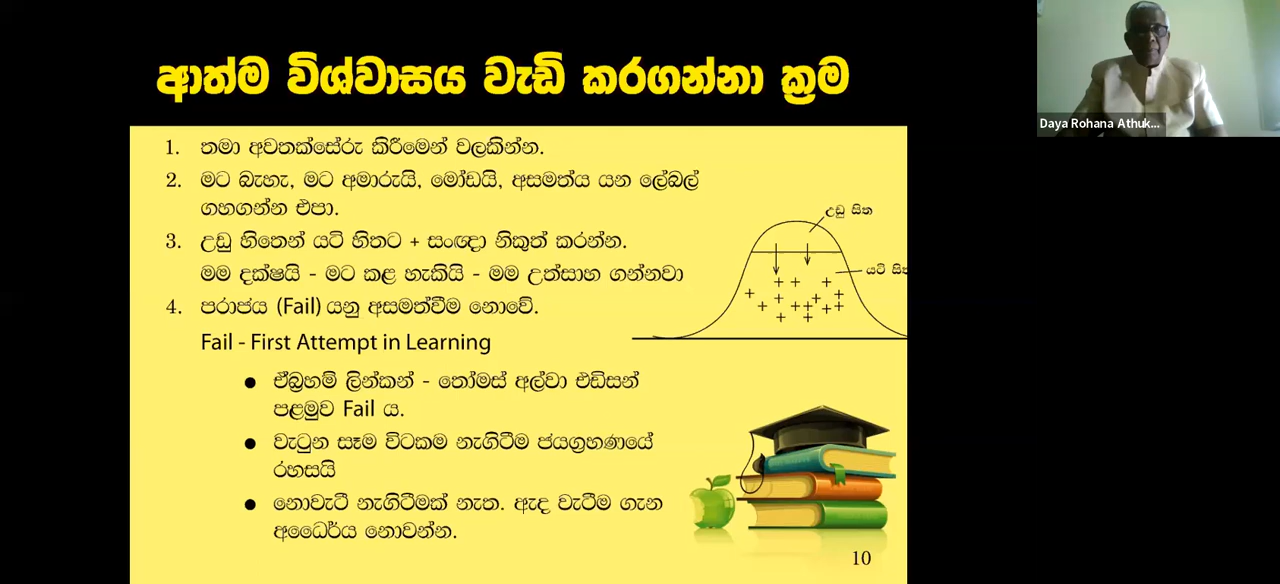 ආත්ම විශ්වාසය වැඩි කරගන්නා ක්‍රම
Daya Rohana Athuk...
1. තමා අවතක්සේරු කිරීමෙන් වලකින්න.
2. මට බැහැ, මට අමාරුයි, මෝඩයි, අසමත්ය යන ලේබල්
ගහගන්න එපා.
3. උඩු හිතෙන් යටි හිතට + සංඥා නිකුත් කරන්න.
මම දක්ෂයි - මට කළ හැකියි - මම උත්සාහ ගන්නවා
4. පරාජය (Fail) යනු අසමත්වීම නොවේ.
Fail - First Attempt in Learning
● ඒබ්‍රහම් ලින්කන් - තෝමස් අල්වා එඩිසන්
පළමුව Fail ය.
● වැටුන සෑම විටකම නැගිටීම ජයග්‍රහණයේ
රහසයි
● නොවැටී නැගිටීමක් නැත. ඇද වැටීම ගැන
අධෛර්ය නොවන්න.
උඩු සිත
යටි සිත
10